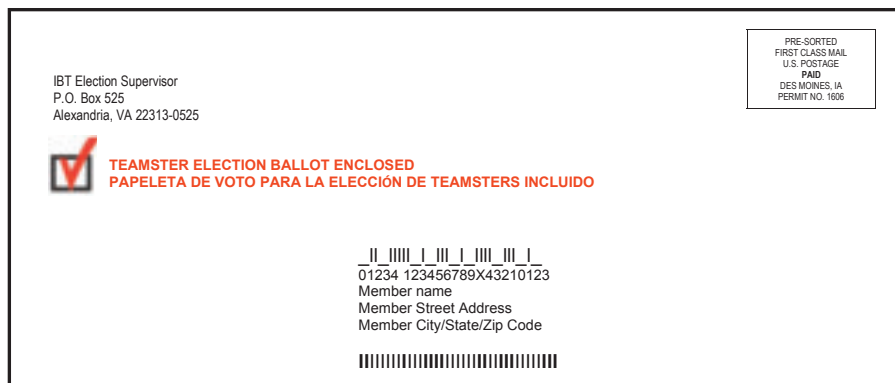 PRE-SORTED
FIRST CLASS MAIL
U.S. POSTAGE
PAID
DES MOINES, IA
PERMIT NO. 1606
IBT Election Supervisor
P.O. Box 525
Alexandria, VA 22313-0525
TEAMSTER ELECTION BALLOT ENCLOSED
PAPELETA DE VOTO PARA LA ELECCIÓN DE TEAMSTERS INCLUIDO
01234 123456789X43210123
Member name
Member Street Address
Member City/State/Zip Code